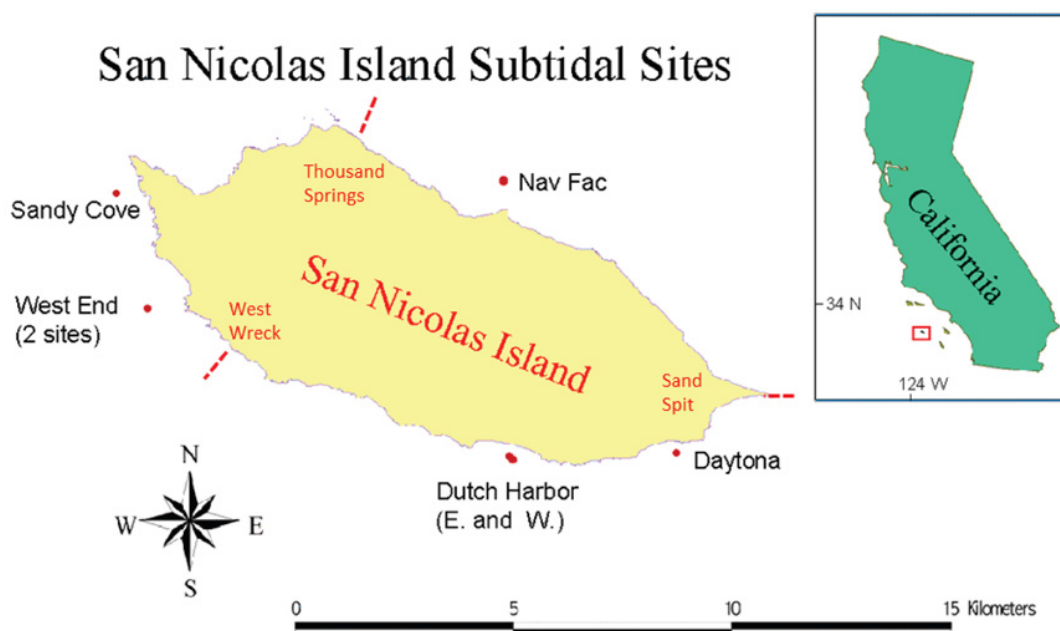 San Nicolas Island Subtidal Sites
Thousand
Springs
Nav Fac
Sandy Cove
West End
(2 sites)
West
Wreck
San Nicolas Island
Sand
Spit
Daytona
Dutch Harbor
(E. and W.)
N
W
E
S
0
5
10
15 Kilometers
California
34 N
124 W